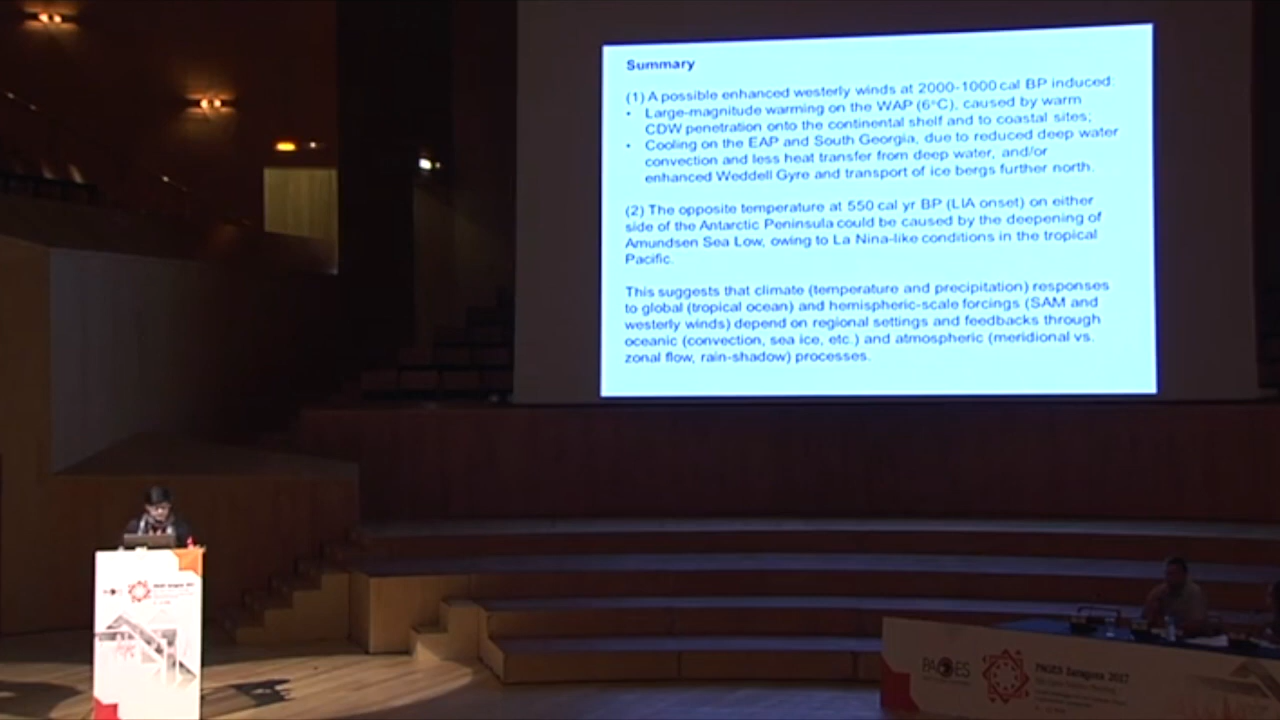 Summary
(1) A possible enhanced westerly winds at 2000-1000 cal BP induced:
• Large-magnitude warming on the WAP (6°C), caused by warm
CDW penetration onto the continental shelf and to coastal sites;
• Cooling on the EAP and South Georgia, due to reduced deep water
convection and less heat transfer from deep water, and/or
enhanced Weddell Gyre and transport of ice bergs further north.
(2) The opposite temperature at 550 cal yr BP (LIA onset) on either
side of the Antarctic Peninsula could be caused by the deepening of
Amundsen Sea Low, owing to La Nina-like conditions in the tropical
Pacific.
This suggests that climate (temperature and precipitation) responses
to global (tropical ocean) and hemispheric-scale forcings (SAM and
westerly winds) depend on regional settings and feedbacks through
oceanic (convection, sea ice, etc.) and atmospheric (meridional vs.
zonal flow, rain-shadow) processes.
PAGES
PAGES Zaragoza 2017